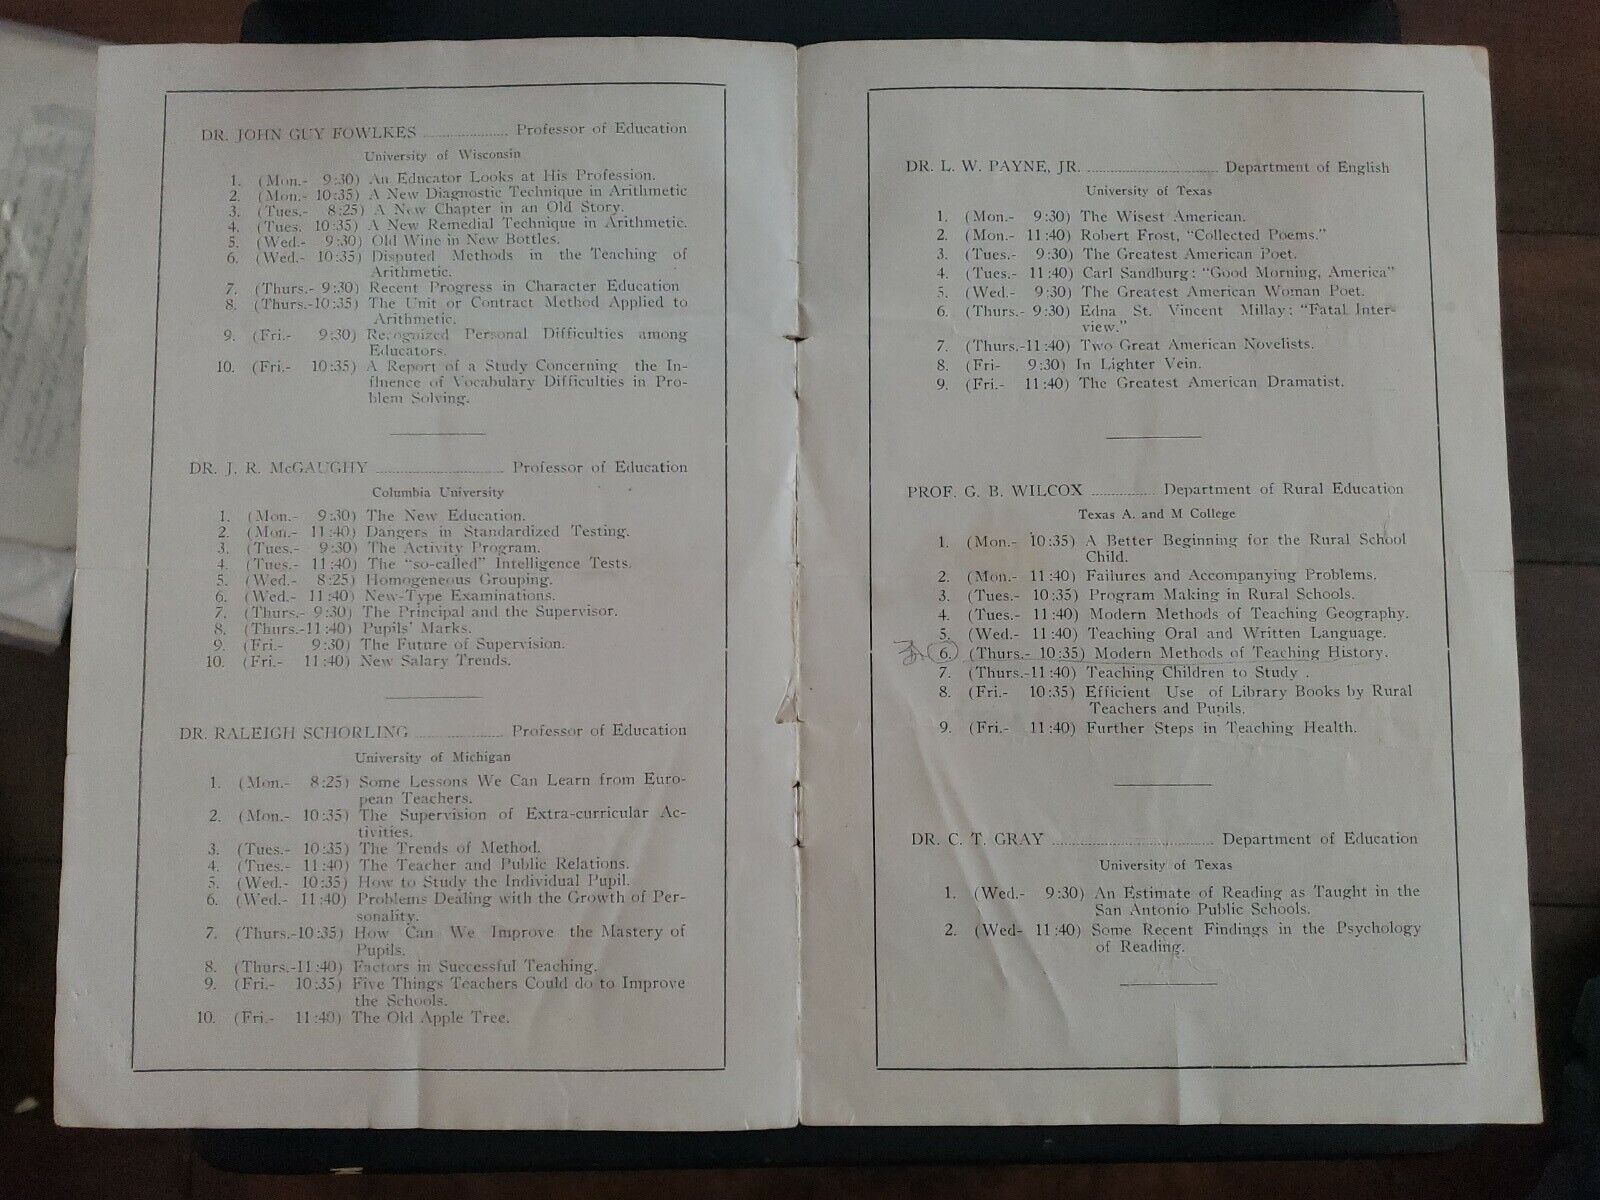 DR. JOHN GUY FOWLKES ..................... Professor of Education
University of Wisconsin
1. (Mon.- 9:30) An Educator Looks at His Profession.
2. (Mon.- 10:35) A New Diagnostic Technique in Arithmetic
3. (Tues.- 8:25) A New Chapter in an Old Story.
4. (Tues. 10:35) A New Remedial Technique in Arithmetic.
5. (Wed.- 9:30) Old Wine in New Bottles.
6. (Wed.- 10:35) Disputed Methods in the Teaching of
Arithmetic.
7. (Thurs.- 9:30) Recent Progress in Character Education
8. (Thurs.-10:35) The Unit or Contract Method Applied to
Arithmetic.
9. (Fri.- 9:30) Recognized Personal Difficulties among
Educators.
10. (Fri.- 10:35) A Report of a Study Concerning the In-
fluence of Vocabulary Difficulties in Pro-
blem Solving.
DR. J. R. McGAUGHY ................................ Professor of Education
Columbia University
1. (Mon.- 9:30) The New Education.
2. (Mon.- 11:40) Dangers in Standardized Testing.
3. (Tues.- 9:30) The Activity Program.
4. (Tues.- 11:40) The "so-called" Intelligence Tests.
5. (Wed.- 8:25) Homogeneous Grouping.
6. (Wed.- 11:40) New-Type Examinations.
7. (Thurs.- 9:30) The Principal and the Supervisor.
8. (Thurs.-11:40) Pupils' Marks.
9. (Fri.- 9:30) The Future of Supervision.
10. (Fri.- 11:40) New Salary Trends.
DR. RALEIGH SCHORLING ...................... Professor of Education
University of Michigan
1. (Mon.- 8:25) Some Lessons We Can Learn from Euro-
pean Teachers.
2. (Mon.- 10:35) The Supervision of Extra-curricular Ac-
tivities.
3. (Tues.- 10:35) The Trends of Method.
4. (Tues.- 11:40) The Teacher and Public Relations.
5. (Wed.- 10:35) How to Study the Individual Pupil.
6. (Wed.- 11:40) Problems Dealing with the Growth of Per-
sonality.
7. (Thurs.-10:35) How Can We Improve the Mastery of
Pupils.
8. (Thurs.-11:40) Factors in Successful Teaching.
9. (Fri.- 10:35) Five Things Teachers Could do to Improve
the Schools.
10. (Fri.- 11:40) The Old Apple Tree.
DR. L. W. PAYNE, JR. ................................. Department of English
University of Texas
1. (Mon.- 9:30) The Wisest American.
2. (Mon.- 11:40) Robert Frost, "Collected Poems."
3. (Tues.- 9:30) The Greatest American Poet.
4. (Tues.- 11:40) Carl Sandburg: "Good Morning, America"
5. (Wed.- 9:30) The Greatest American Woman Poet.
6. (Thurs.- 9:30) Edna St. Vincent Millay: "Fatal Inter-
view."
7. (Thurs.-11:40) Two Great American Novelists.
8. (Fri- 9:30) In Lighter Vein.
9. (Fri.- 11:40) The Greatest American Dramatist.
PROF. G. B. WILCOX ................ Department of Rural Education
Texas A. and M College
1. (Mon.- 10:35) A Better Beginning for the Rural School
Child.
2. (Mon- 11:40) Failures and Accompanying Problems.
3. (Tues.- 10:35) Program Making in Rural Schools.
4. (Tues.- 11:40) Modern Methods of Teaching Geography.
5. (Wed.- 11:40) Teaching Oral and Written Language.
6. (Thurs.- 10:35) Modern Methods of Teaching History.
7. (Thurs.-11:40) Teaching Children to Study .
8. (Fri.- 10:35) Efficient Use of Library Books by Rural
Teachers and Pupils.
9. (Fri.- 11:40) Further Steps in Teaching Health.
DR. C. T. GRAY ........................................ Department of Education
University of Texas
1. (Wed.- 9:30) An Estimate of Reading as Taught in the
San Antonio Public Schools.
2. (Wed- 11:40) Some Recent Findings in the Psychology
of Reading.